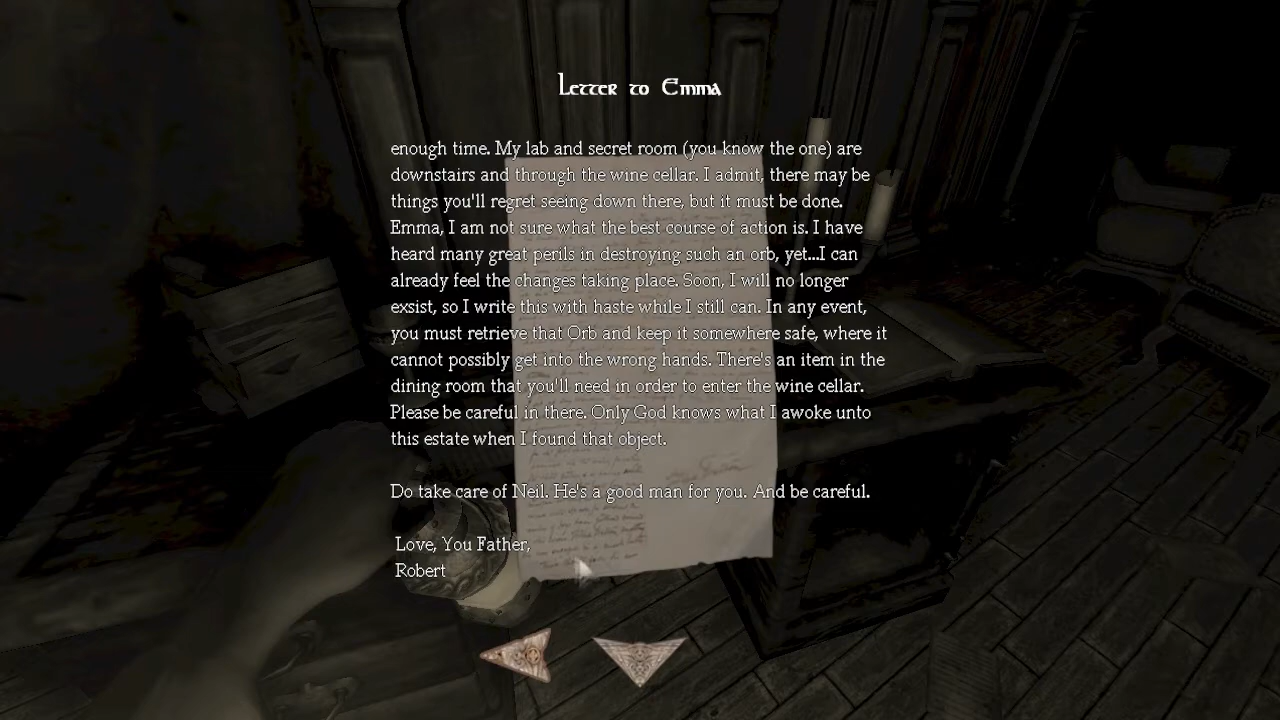 Letter to Emma
enough time. My lab and secret room (you know the one) are
downstairs and through the wine cellar. I admit, there may be
things you'll regret seeing down there, but it must be done.
Emma, I am not sure what the best course of action is. I have
heard many great perils in destroying such an orb, yet...I can
already feel the changes taking place. Soon, I will no longer
exsist, so I write this with haste while I still can. In any event,
you must retrieve that Orb and keep it somewhere safe, where it
cannot possibly get into the wrong hands. There's an item in the
dining room that you'll need in order to enter the wine cellar.
Please be careful in there. Only God knows what I awoke unto
this estate when I found that object.
Do take care of Neil. He's a good man for you. And be careful.
Love, You Father,
Robert